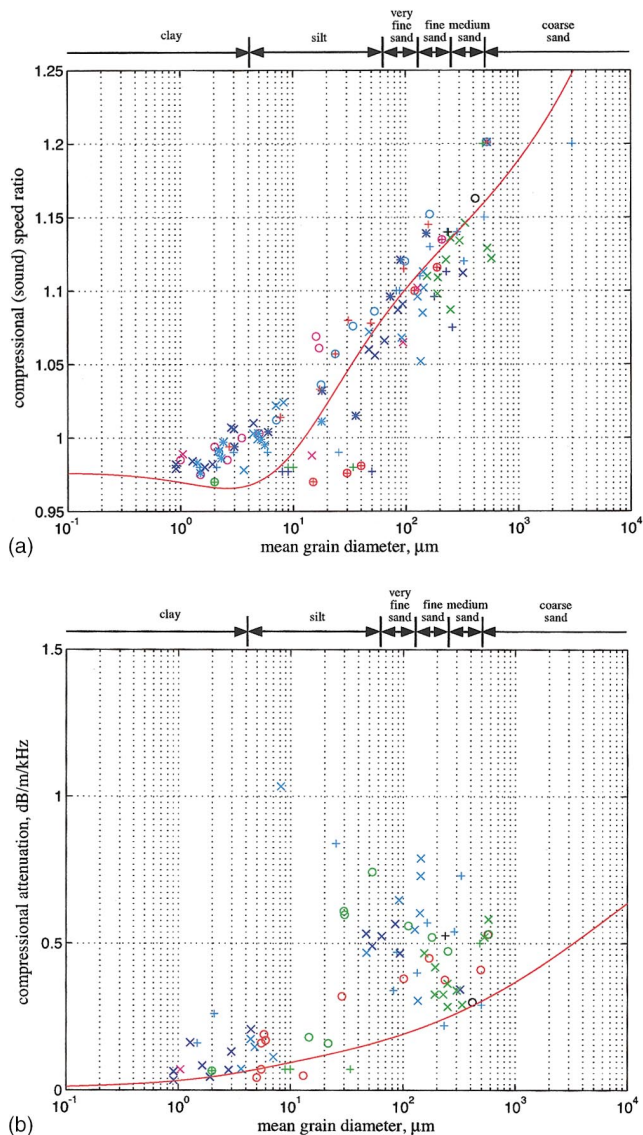 clay silt very fine sand fine sand medium sand coarse sand
1.25
1.2
1.15
1.1
1.05
1
0.95
compressional (sound) speed ratio
10^-1 10^0 10^1 10^2 10^3 10^4
mean grain diameter, μm
(a)
clay silt very fine sand fine sand medium sand coarse sand
1.5
1
0.5
0
compressional attenuation, dB/m/kHz
10^-1 10^0 10^1 10^2 10^3 10^4
mean grain diameter, μm
(b)